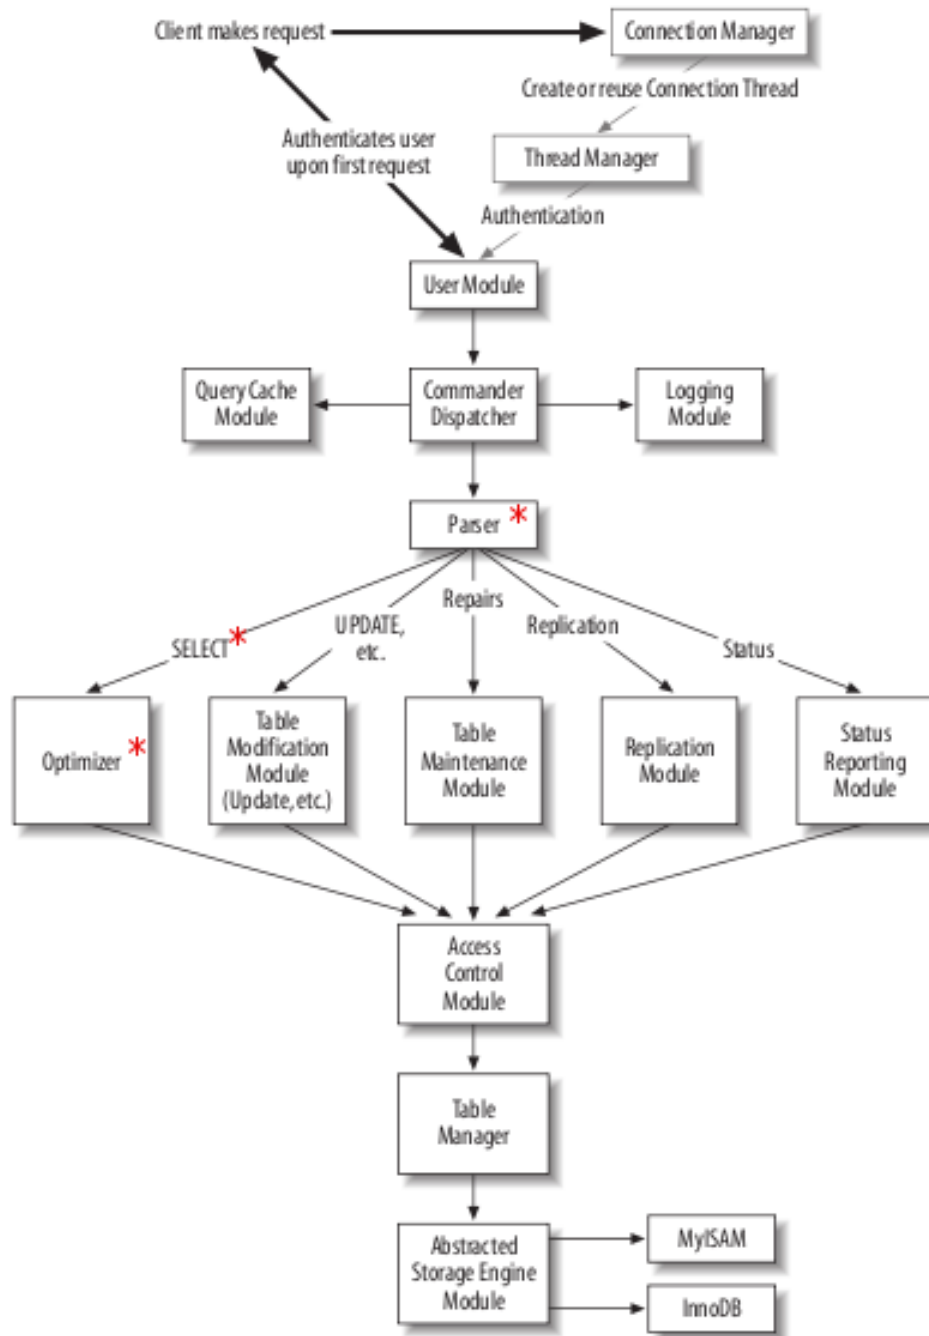 Client makes request
Connection Manager
Create or reuse Connection Thread
Authenticates user
upon first request
Thread Manager
Authentication
User Module
Query Cache
Module
Commander
Dispatcher
Logging
Module
Parser *
SELECT *
UPDATE,
etc.
Repairs
Replication
Status
Optimizer *
Table
Modification
Module
(Update, etc.)
Table
Maintenance
Module
Replication
Module
Status
Reporting
Module
Access
Control
Module
Table
Manager
Abstracted
Storage Engine
Module
MyISAM
InnoDB